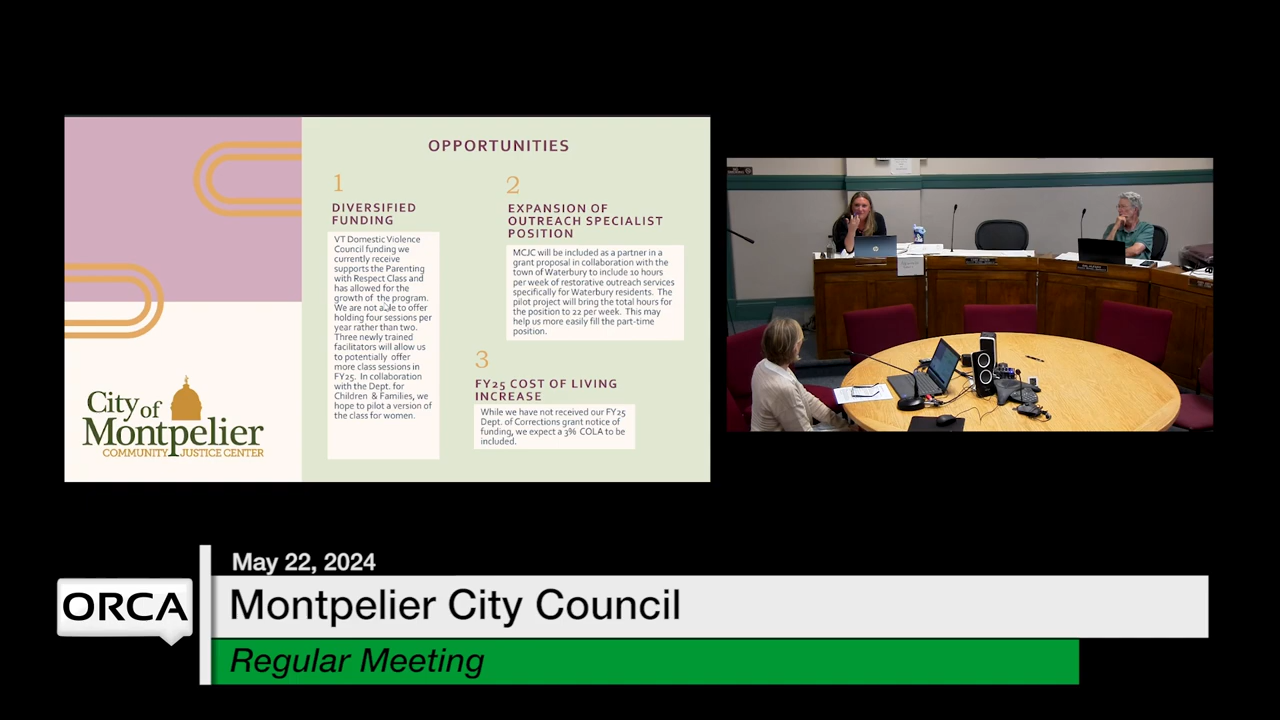 OPPORTUNITIES
1
DIVERSIFIED
FUNDING
VT Domestic Violence
Council funding we
currently receive
supports the Parenting
with Respect Class and
has allowed for the
growth of the program.
We are not able to offer
holding four sessions per
year rather than two.
Three newly trained
facilitators will allow us
to potentially offer
more class sessions in
FY25. In collaboration
with the Dept. for
Children & Families, we
hope to pilot a version of
the class for women.
2
EXPANSION OF
OUTREACH SPECIALIST
POSITION
MCJC will be included as a partner in a
grant proposal in collaboration with the
town of Waterbury to include 10 hours
per week of restorative outreach services
specifically for Waterbury residents. The
pilot project will bring the total hours for
the position to 22 per week. This may
help us more easily fill the part-time
position.
3
FY25 COST OF LIVING
INCREASE
While we have not received our FY25
Dept. of Corrections grant notice of
funding, we expect a 3% COLA to be
included.
City of
Montpelier
COMMUNITY JUSTICE CENTER
May 22, 2024
ORCA
Montpelier City Council
Regular Meeting